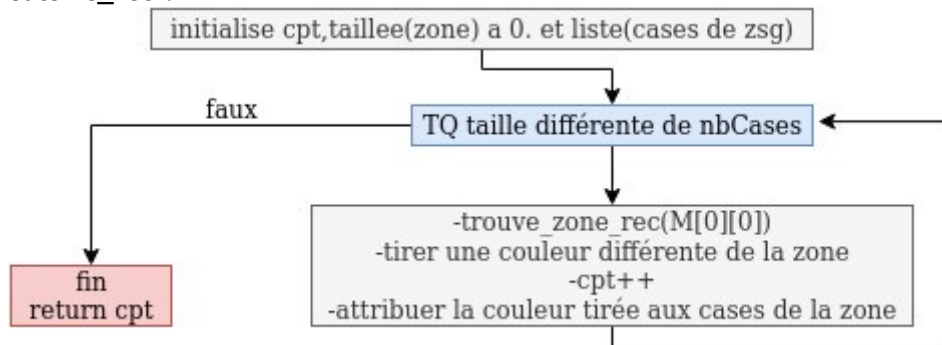 initialise cpt,taillee(zone) a 0. et liste(cases de zsg)
faux
TQ taille différente de nbCases
-trouve_zone_rec(M[0][0])
-tirer une couleur différente de la zone
-cpt++
-attribuer la couleur tirée aux cases de la zone
fin
return cpt